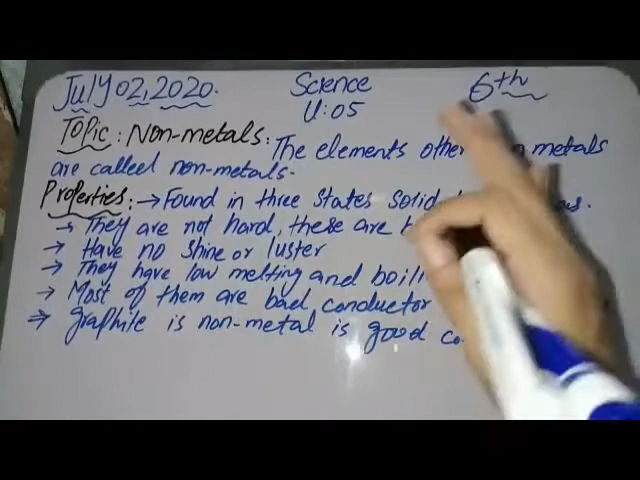 July 02, 2020. Science 6th
U: 05
Topic: Non-metals: The elements other metals
are called non-metals.
Properties: → Found in three states solid
→ They are not hard, these are
→ Have no shine or luster
→ They have low melting and
→ Most of them are bad conductor
⇒ graphite is non-metal is good